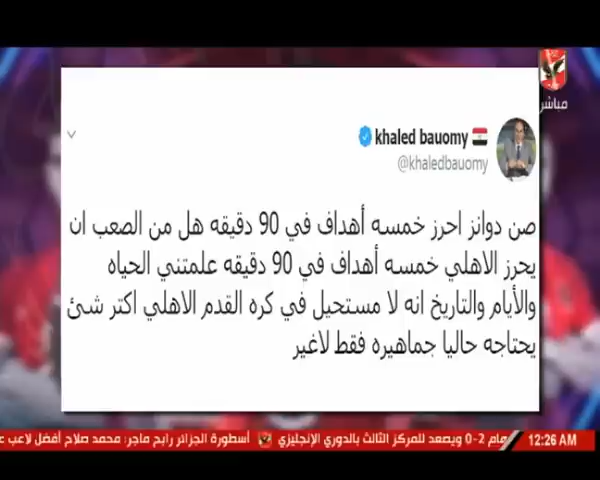 مباشر
khaled bauomy
@khaledbauomy
صن دوانز احرز خمسه أهداف في 90 دقيقه هل من الصعب ان
يحرز الاهلي خمسه أهداف في 90 دقيقه علمتني الحياه
والأيام والتاريخ انه لا مستحيل في كره القدم الاهلي اكتر شئ
يحتاجه حاليا جماهيره فقط لاغير
12:26 AM
هام 2-0 ويصعد للمركز الثالث بالدوري الإنجليزي
أسطورة الجزائر رابح ماجر: محمد صلاح أفضل لاعب